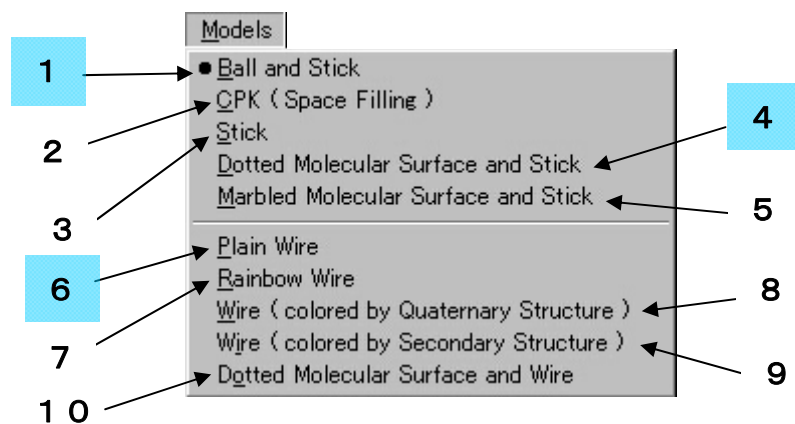 Models
1
● Ball and Stick
CPK ( Space Filling )
2
Stick
3
Dotted Molecular Surface and Stick
4
Marbled Molecular Surface and Stick
5
Plain Wire
6
Rainbow Wire
7
Wire ( colored by Quaternary Structure )
8
Wire ( colored by Secondary Structure )
9
Dotted Molecular Surface and Wire
10